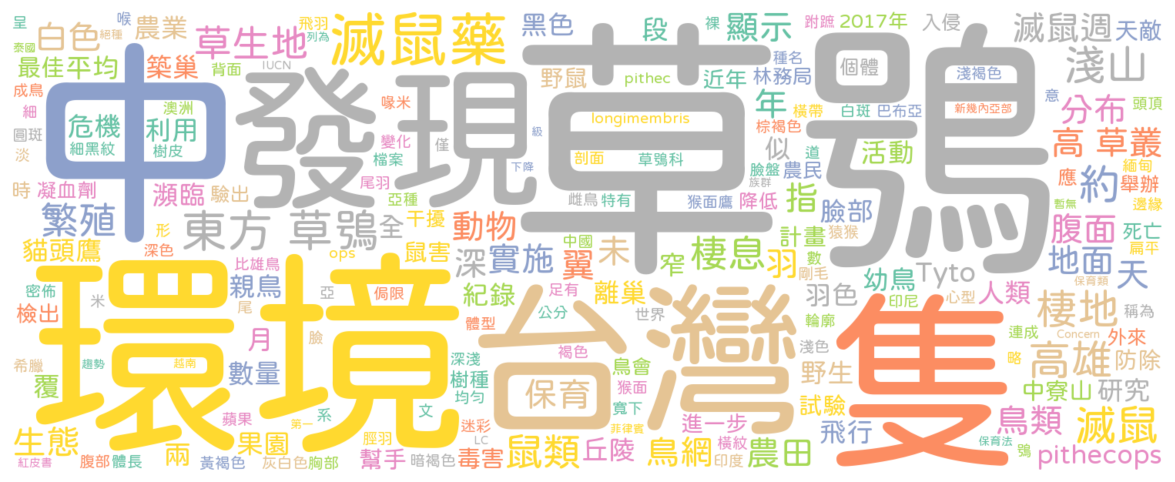 呈
喉
飛羽
黑色
段
顯示
跗蹠
2017年
入侵
滅鼠週
天敵
泰國
絕種
白色
農業
草生地
列為
滅鼠藥
裸
種名
最佳平均
築巢
背面
IUCN
野鼠
pithec
近年
林務局
個體
淺褐色
淺山
成鳥
澳洲
中
發現
草
鴞
喙米
年
橫帶
白斑
巴布亞
新幾內亞部
意
分布
頭頂
細
危機
利用
longimembris
棕褐色
圓斑
細黑紋
樹皮
變化
僅
級
似
道
活動
高
草叢
淡
檔案
下降
剖面
草鴞科
臉盤
農民
族群
緬甸
時
凝血劑
瀕臨
驗出
尾羽
雌鳥
特有
猴面鷹
降低
指
臉部
應
約
舉辦
暫無
邊緣
繁殖
形
東方
草鴞
亞種
全
干擾
動物
猿猴
腹面
死亡
貓頭鷹
深色
比雄鳥
ops
鼠害
深
實施
中國
未
計畫
數
剛毛
地面
扁平
密佈
米
親鳥
亞
侷限
翼
窄
棲息
羽
幼鳥
Tyto
天
保育類
檢出
環境
尾
紀錄
足有
離巢
羽色
印尼
心型
人類
棲地
稱為
月
臉
體型
公分
世界
台灣
輪廓
隻
連成
外來
希臘
趨勢
越南
數量
深淺
褐色
鳥會
淺色
略
Concern
高雄
防除
覆
樹種
猴面
野生
均勻
保育
寬下
中寮山
研究
蘋果
系
文
第一
迷彩
菲律賓
進一步
試驗
鳥類
滅鼠
生態
兩
果園
脛羽
LC
鼠類
丘陵
鳥網
橫紋
農田
飛行
保育法
鴞
紅皮書
腹部
體長
黃褐色
灰白色
胸部
幫手
暗褐色
毒害
印度
pithecops